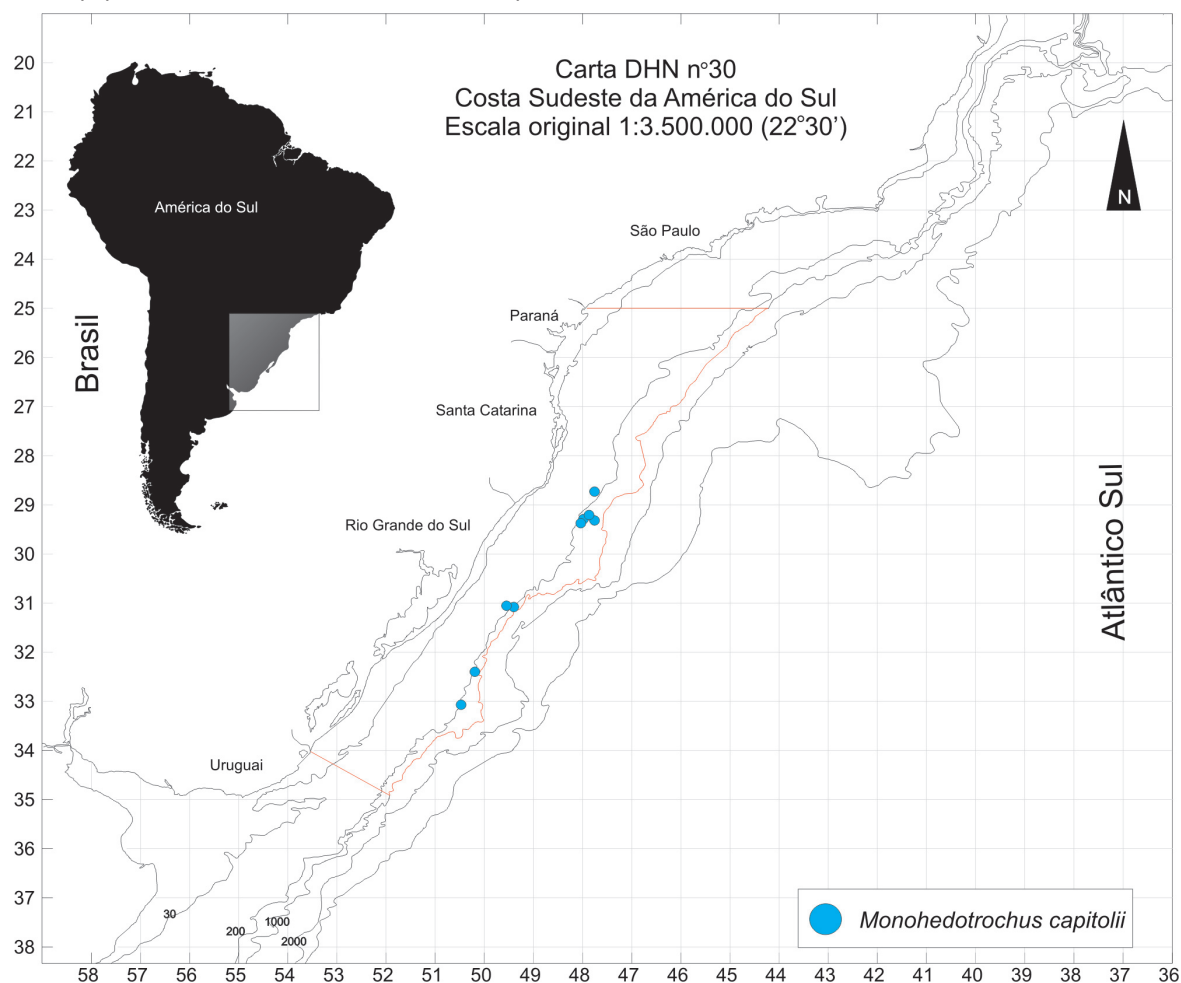 Carta DHN n°30
Costa Sudeste da América do Sul
Escala original 1:3.500.000 (22°30’)
América do Sul
Brasil
N
São Paulo
Paraná
Santa Catarina
Rio Grande do Sul
Uruguai
Atlântico Sul
30
200
1000
2000
Monohedotrochus capitolii
20
21
22
23
24
25
26
27
28
29
30
31
32
33
34
35
36
37
38
58 57 56 55 54 53 52 51 50 49 48 47 46 45 44 43 42 41 40 39 38 37 36